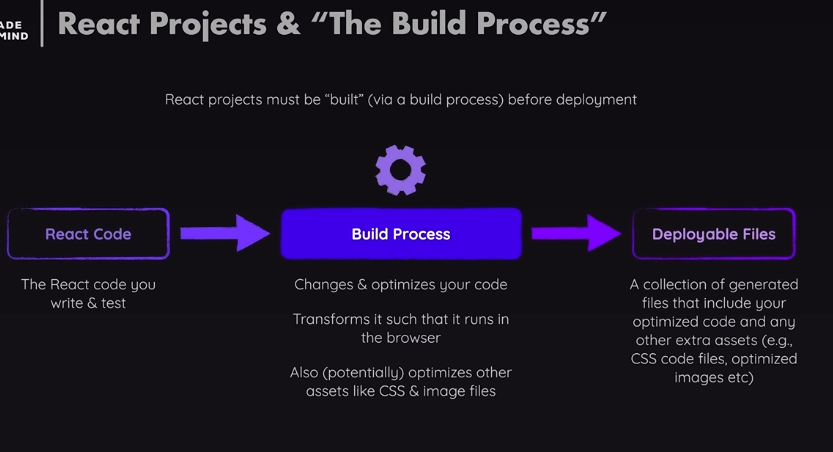 ADE
MIND
React Projects & “The Build Process”
React projects must be “built” (via a build process) before deployment
React Code
Build Process
Deployable Files
The React code you
write & test
Changes & optimizes your code
Transforms it such that it runs in
the browser
Also (potentially) optimizes other
assets like CSS & image files
A collection of generated
files that include your
optimized code and any
other extra assets (e.g.,
CSS code files, optimized
images etc)